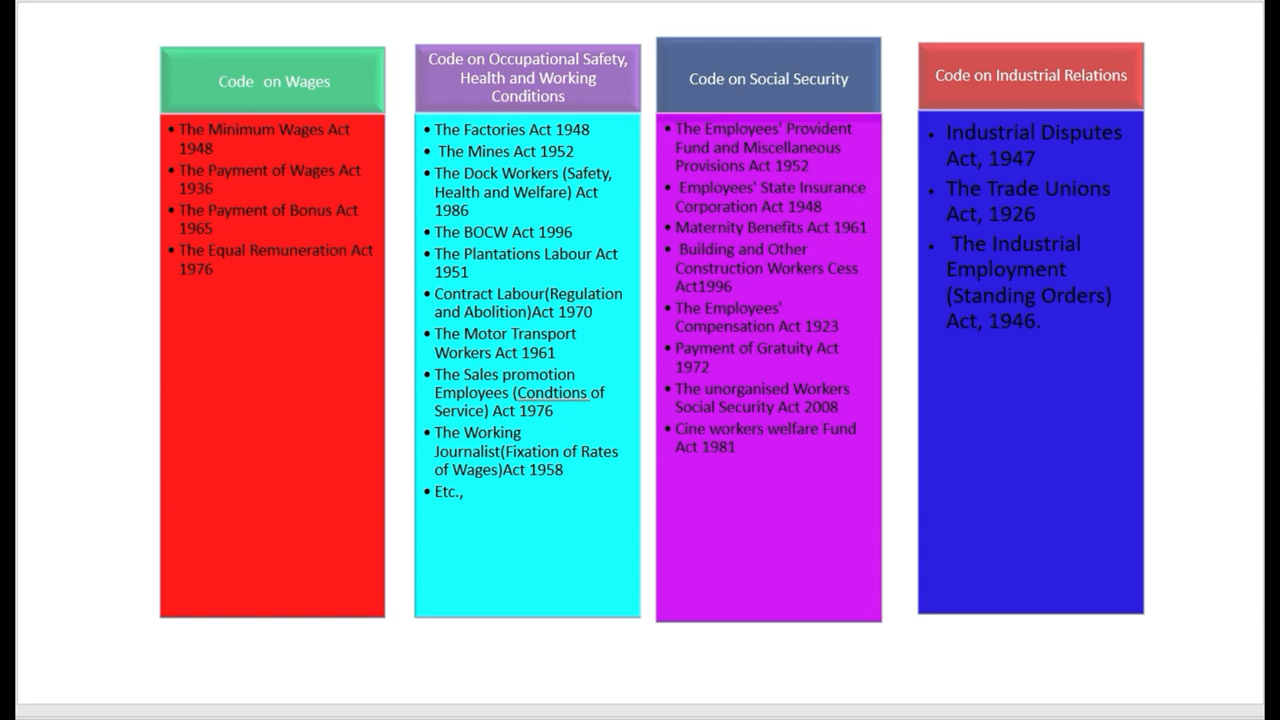 Code on Wages
• The Minimum Wages Act
1948
• The Payment of Wages Act
1936
• The Payment of Bonus Act
1965
• The Equal Remuneration Act
1976
Code on Occupational Safety,
Health and Working
Conditions
• The Factories Act 1948
• The Mines Act 1952
• The Dock Workers (Safety,
Health and Welfare) Act
1986
• The BOCW Act 1996
• The Plantations Labour Act
1951
• Contract Labour(Regulation
and Abolition)Act 1970
• The Motor Transport
Workers Act 1961
• The Sales promotion
Employees (Condtions of
Service) Act 1976
• The Working
Journalist(Fixation of Rates
of Wages)Act 1958
• Etc.,
Code on Social Security
• The Employees' Provident
Fund and Miscellaneous
Provisions Act 1952
• Employees' State Insurance
Corporation Act 1948
• Maternity Benefits Act 1961
• Building and Other
Construction Workers Cess
Act1996
• The Employees'
Compensation Act 1923
• Payment of Gratuity Act
1972
• The unorganised Workers
Social Security Act 2008
• Cine workers welfare Fund
Act 1981
Code on Industrial Relations
• Industrial Disputes
Act, 1947
• The Trade Unions
Act, 1926
• The Industrial
Employment
(Standing Orders)
Act, 1946.